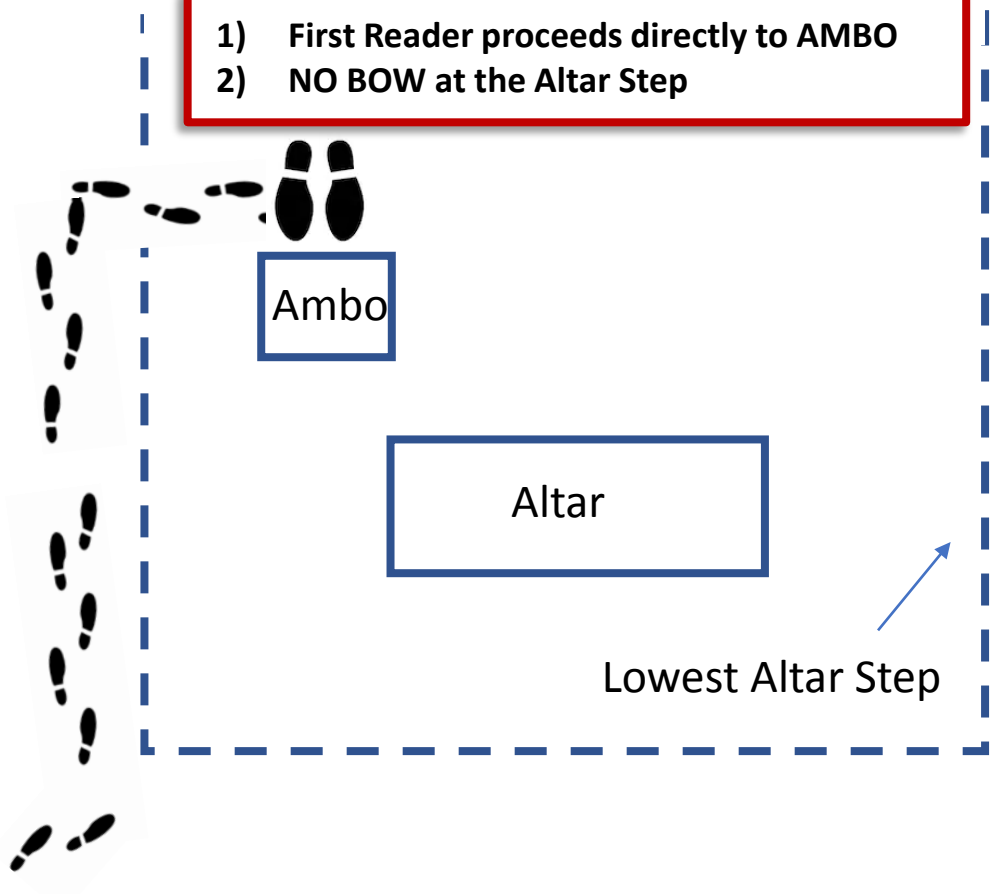 1) First Reader proceeds directly to AMBO
2) NO BOW at the Altar Step
Ambo
Altar
Lowest Altar Step